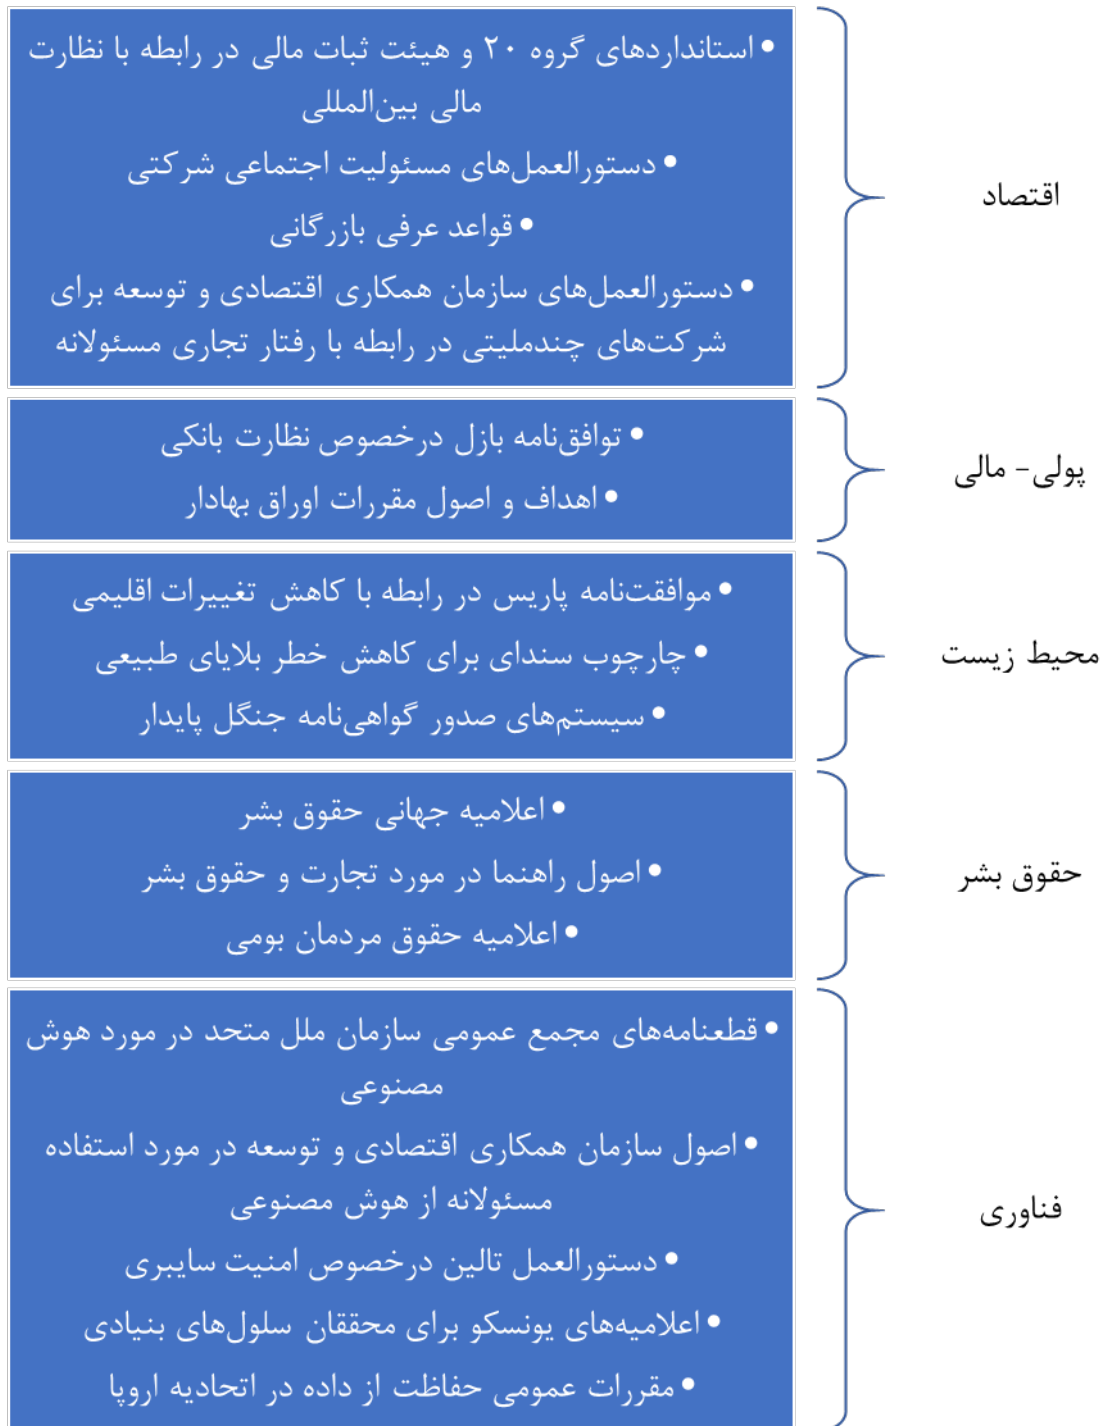 اقتصاد
• استانداردهای گروه ۲۰ و هیئت ثبات مالی در رابطه با نظارت
مالی بین‌المللی
• دستورالعمل‌های مسئولیت اجتماعی شرکتی
• قواعد عرفی بازرگانی
• دستورالعمل‌های سازمان همکاری اقتصادی و توسعه برای
شرکت‌های چندملیتی در رابطه با رفتار تجاری مسئولانه
پولی- مالی
• توافق‌نامه بازل درخصوص نظارت بانکی
• اهداف و اصول مقررات اوراق بهادار
محیط زیست
• موافقت‌نامه پاریس در رابطه با کاهش تغییرات اقلیمی
• چارچوب سندای برای کاهش خطر بلایای طبیعی
• سیستم‌های صدور گواهی‌نامه جنگل پایدار
حقوق بشر
• اعلامیه جهانی حقوق بشر
• اصول راهنما در مورد تجارت و حقوق بشر
• اعلامیه حقوق مردمان بومی
فناوری
• قطعنامه‌های مجمع عمومی سازمان ملل متحد در مورد هوش
مصنوعی
• اصول سازمان همکاری اقتصادی و توسعه در مورد استفاده
مسئولانه از هوش مصنوعی
• دستورالعمل تالین درخصوص امنیت سایبری
• اعلامیه‌های یونسکو برای محققان سلول‌های بنیادی
• مقررات عمومی حفاظت از داده در اتحادیه اروپا